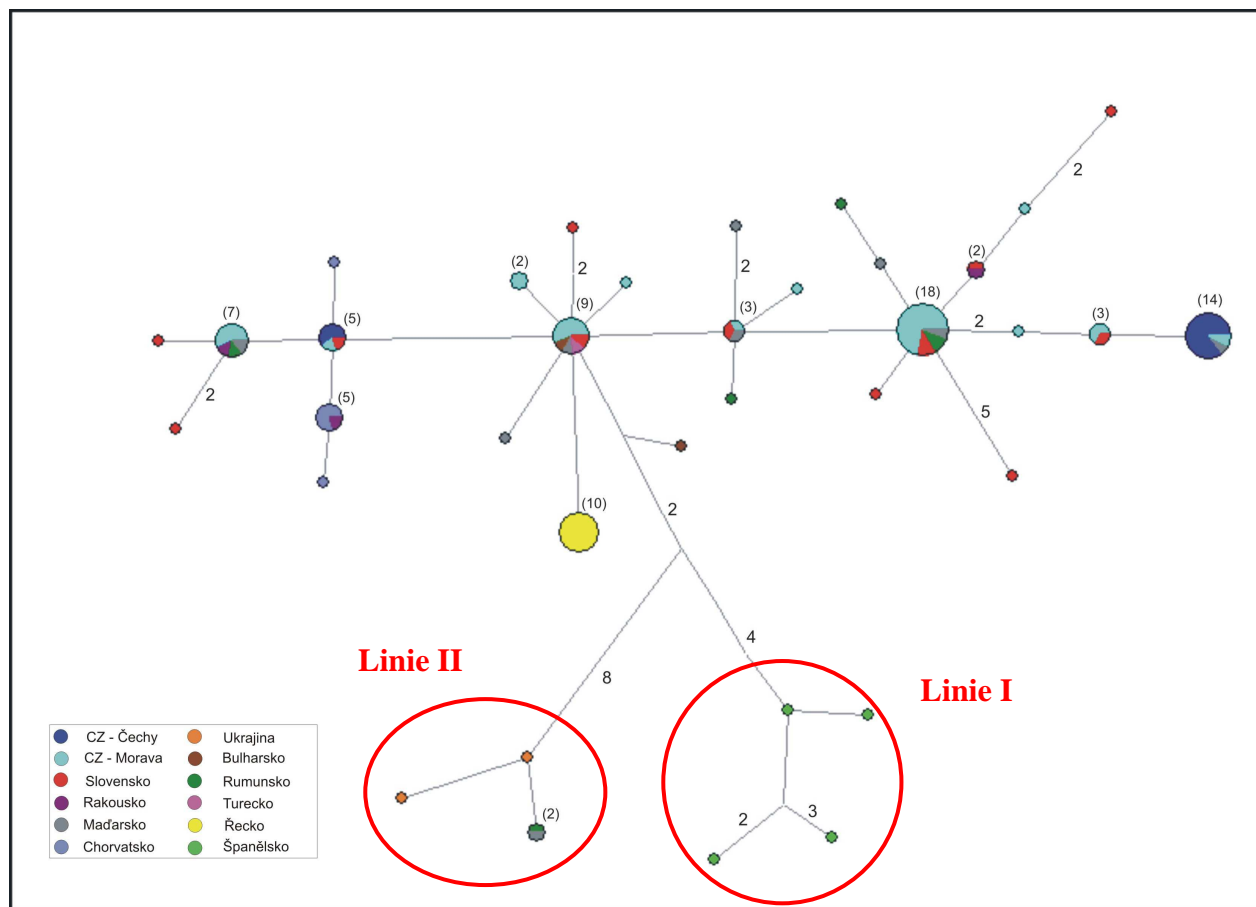 2
(2)
(18)
(2)
2
(9)
2
(3)
(14)
(3)
2
(7)
(5)
2
(5)
5
(10)
2
4
Linie II
8
Linie I
(2)
2
3
CZ - Čechy
CZ - Morava
Slovensko
Rakousko
Maďarsko
Chorvatsko
Ukrajina
Bulharsko
Rumunsko
Turecko
Řecko
Španělsko